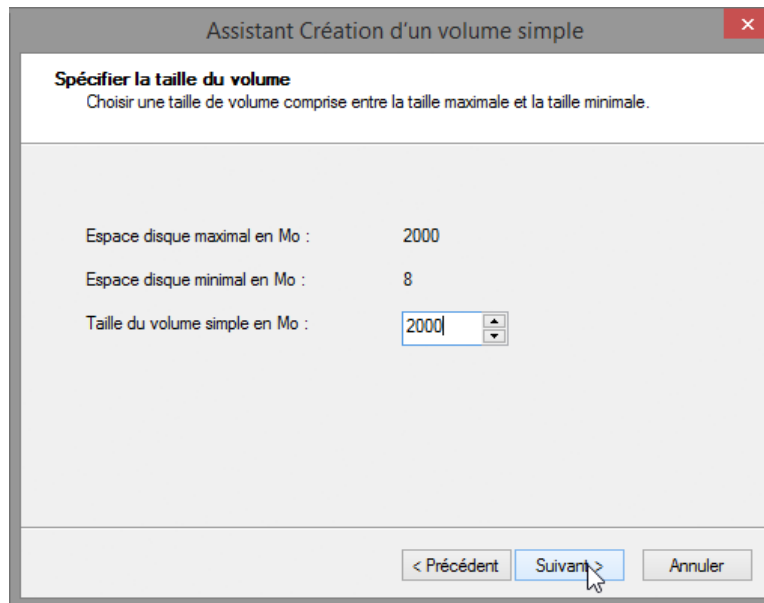 Assistant Création d'un volume simple
Spécifier la taille du volume
Choisir une taille de volume comprise entre la taille maximale et la taille minimale.
Espace disque maximal en Mo : 2000
Espace disque minimal en Mo : 8
Taille du volume simple en Mo : 2000
< Précédent Suivant > Annuler